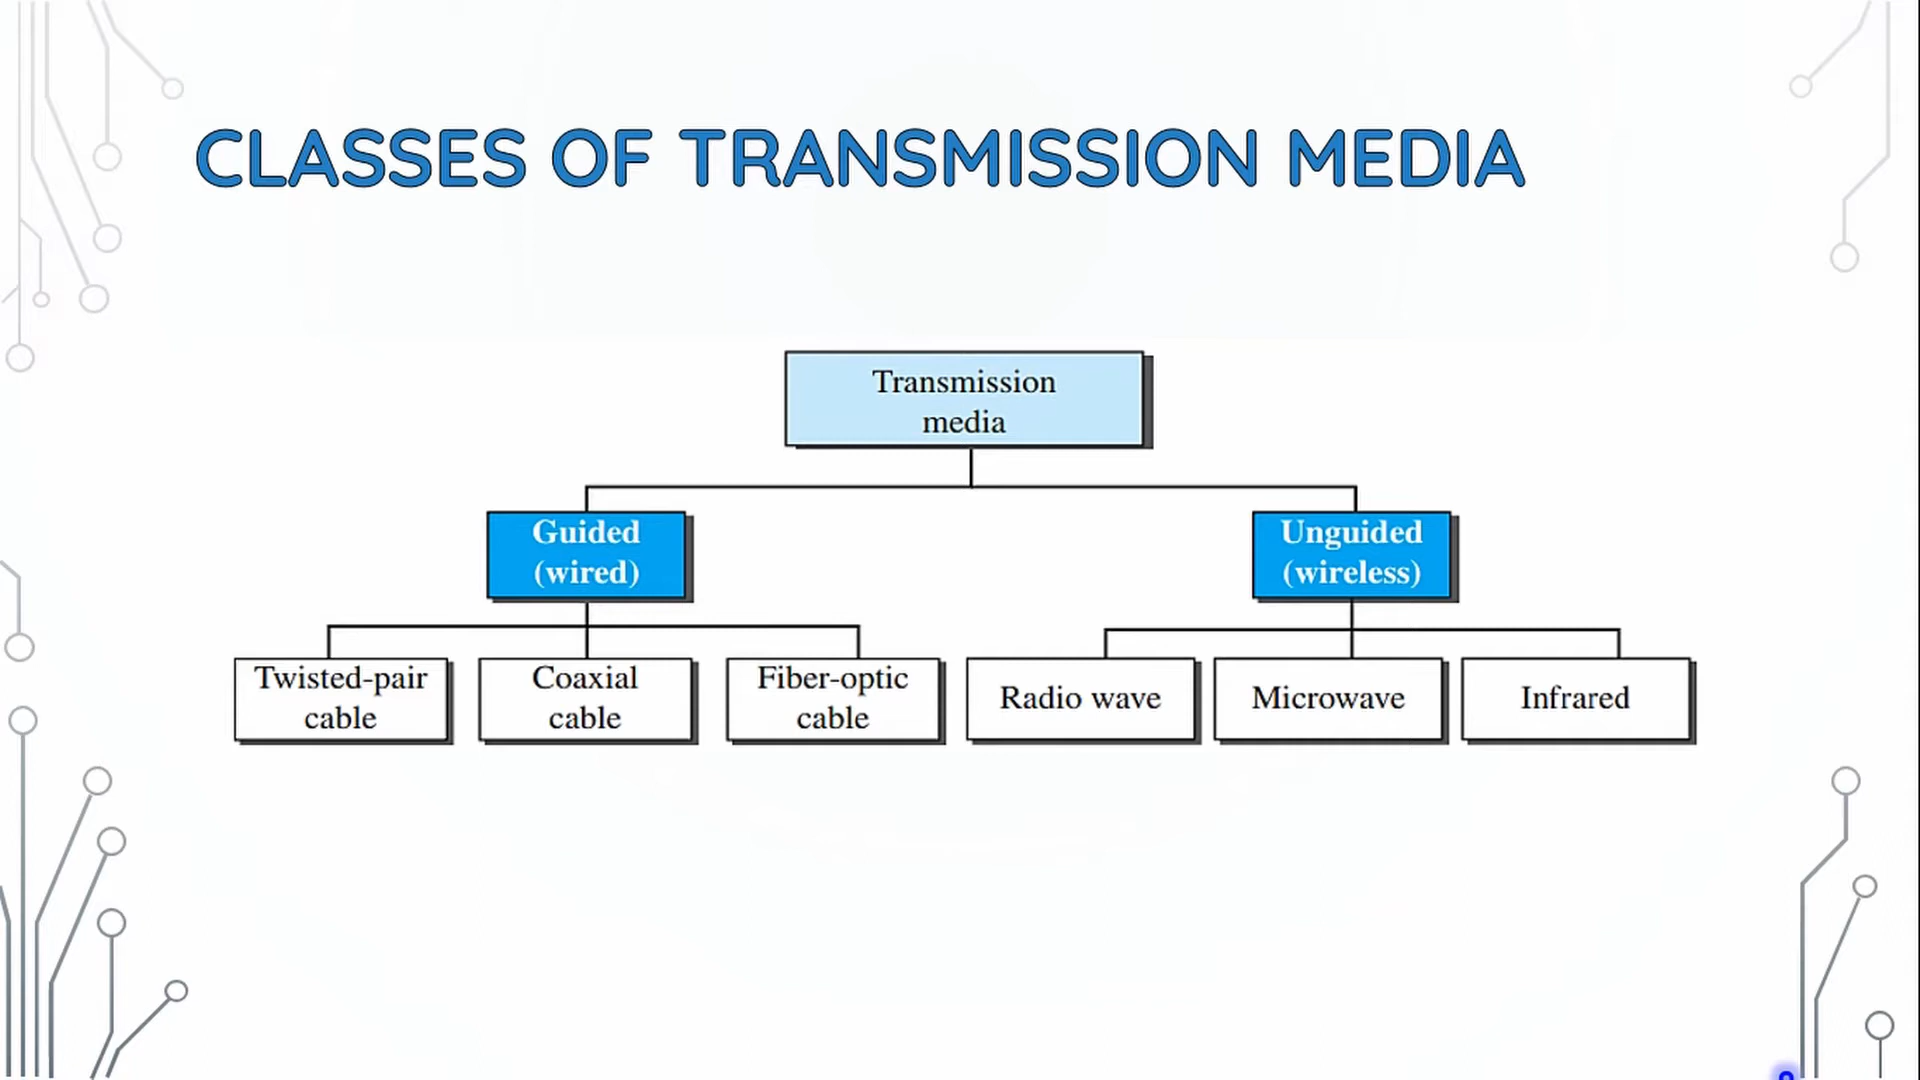 CLASSES OF TRANSMISSION MEDIA
Transmission
media
Guided
(wired)
Unguided
(wireless)
Twisted-pair
cable
Coaxial
cable
Fiber-optic
cable
Radio wave
Microwave
Infrared